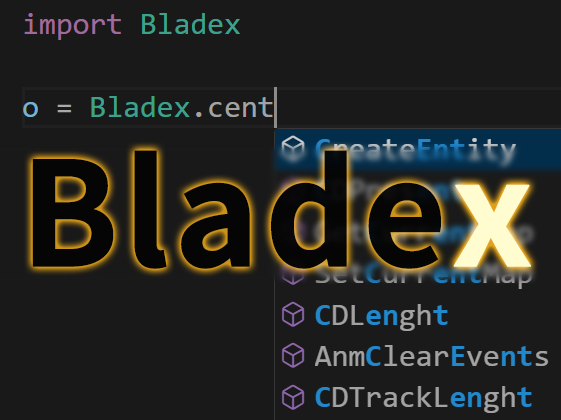 import Bladex
o = Bladex.cent
CreateEntity
Bladex
SetCurrentMap
CDLenght
AnmClearEvents
CDTrackLenght